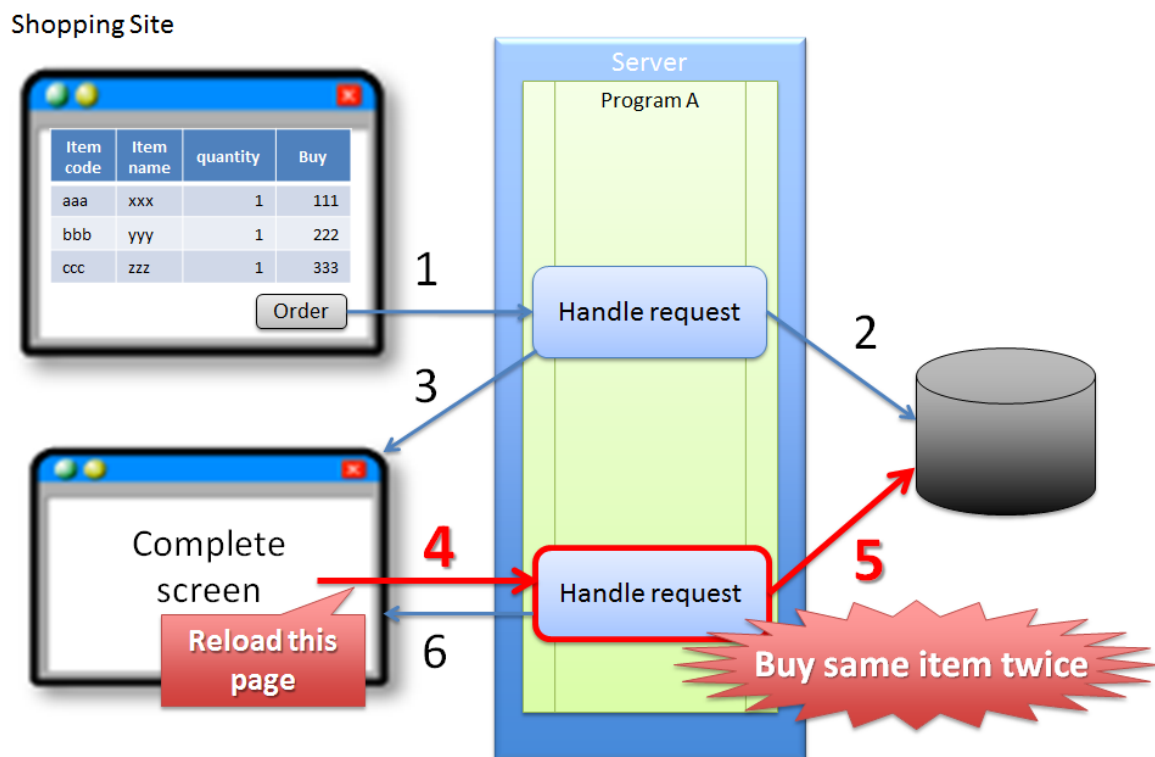 Shopping Site
Server
Program A
Item code
Item name
quantity
Buy
aaa xxx 1 111
bbb yyy 1 222
ccc zzz 1 333
Order
1
Handle request
2
3
Complete
screen
4
Handle request
5
Reload this
page
6
Buy same item twice